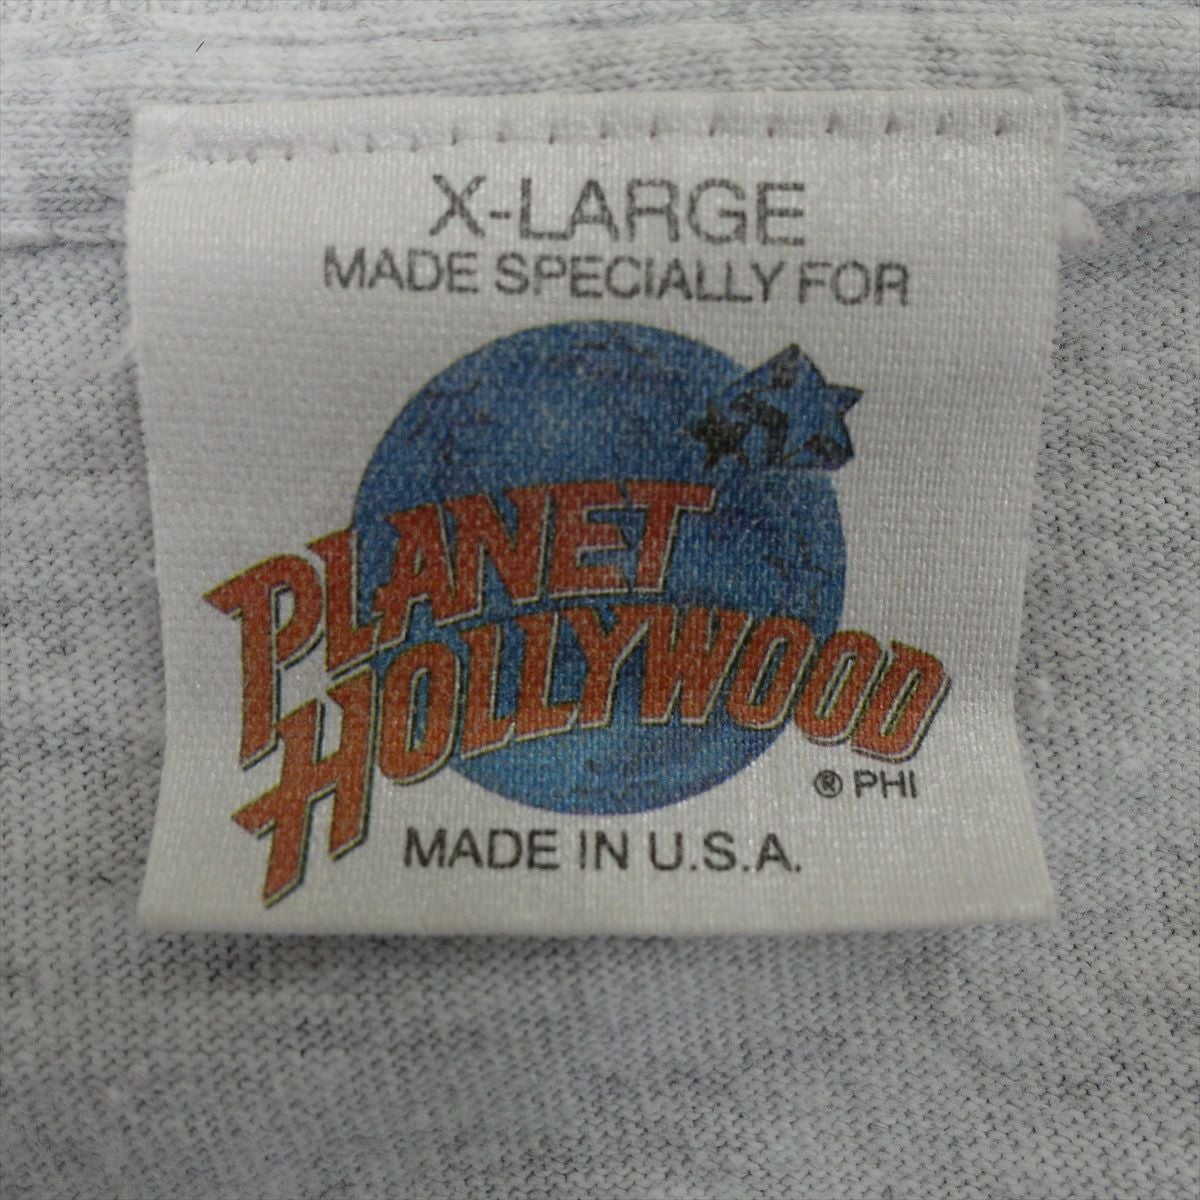 X-LARGE
MADE SPECIALLY FOR
PLANET
HOLLYWOOD
® PHI
MADE IN U.S.A.